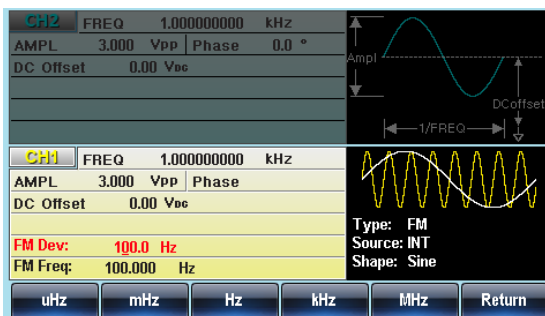 CH2 FREQ 1.000000000 kHz
AMPL 3.000 Vpp Phase 0.0 °
DC Offset 0.00 VDC
Ampl
DCoffset
1/FREQ
CH1 FREQ 1.000000000 kHz
AMPL 3.000 Vpp Phase
DC Offset 0.00 VDC
FM Dev: 100.0 Hz
FM Freq: 100.000 Hz
Type: FM
Source: INT
Shape: Sine
uHz mHz Hz kHz MHz Return